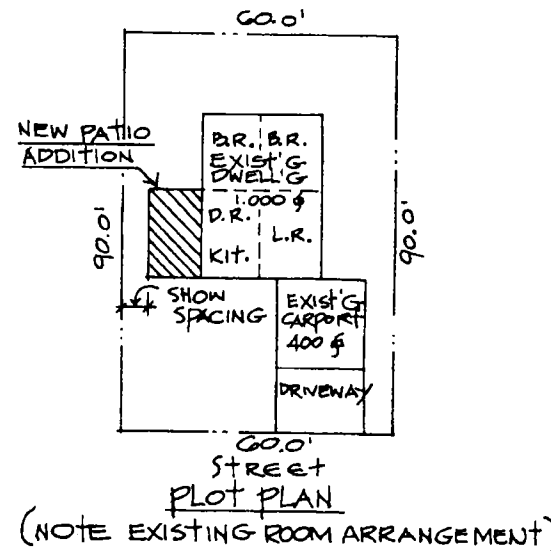 60.0'
NEW PATIO
ADDITION
B.R. B.R.
EXIST'G
DWELL'G
1.000 ⌀
D.R.
L.R.
KIT.
90.0'
90.0'
SHOW
SPACING
EXIST'G
CARPORT
400 ⌀
DRIVEWAY
60.0'
STREET
PLOT PLAN
(NOTE EXISTING ROOM ARRANGEMENT)